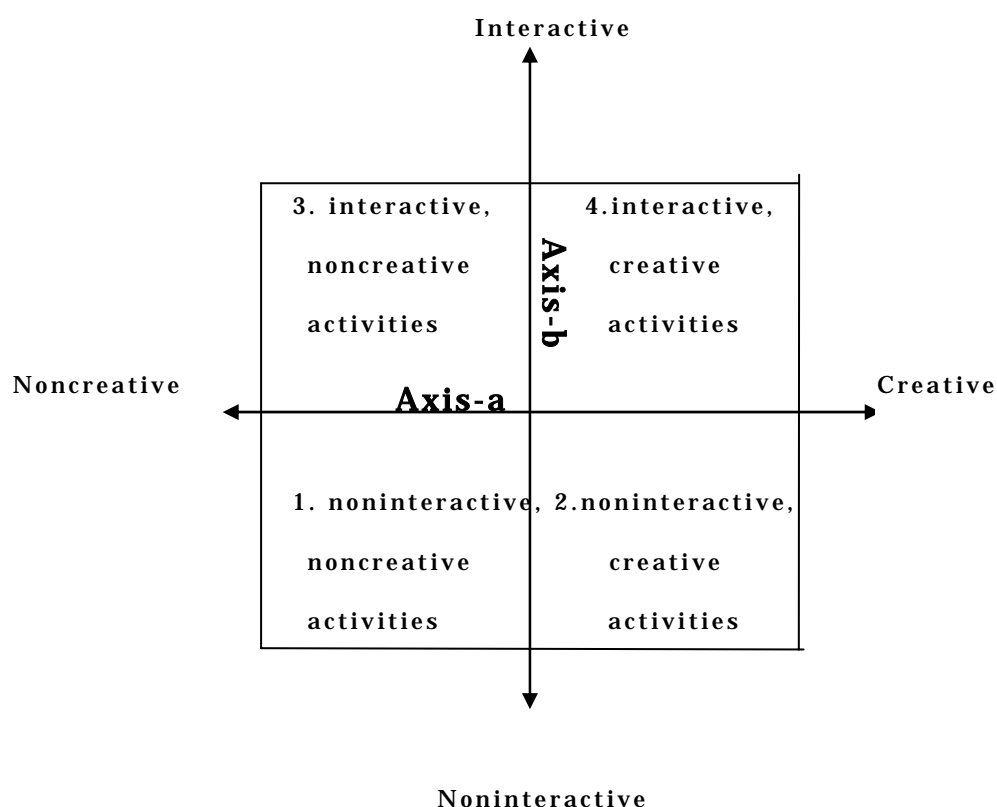 Interactive
3. interactive,
noncreative
activities
4.interactive,
creative
activities
Axis-b
Noncreative
Axis-a
Creative
1. noninteractive,
noncreative
activities
2.noninteractive,
creative
activities
Noninteractive